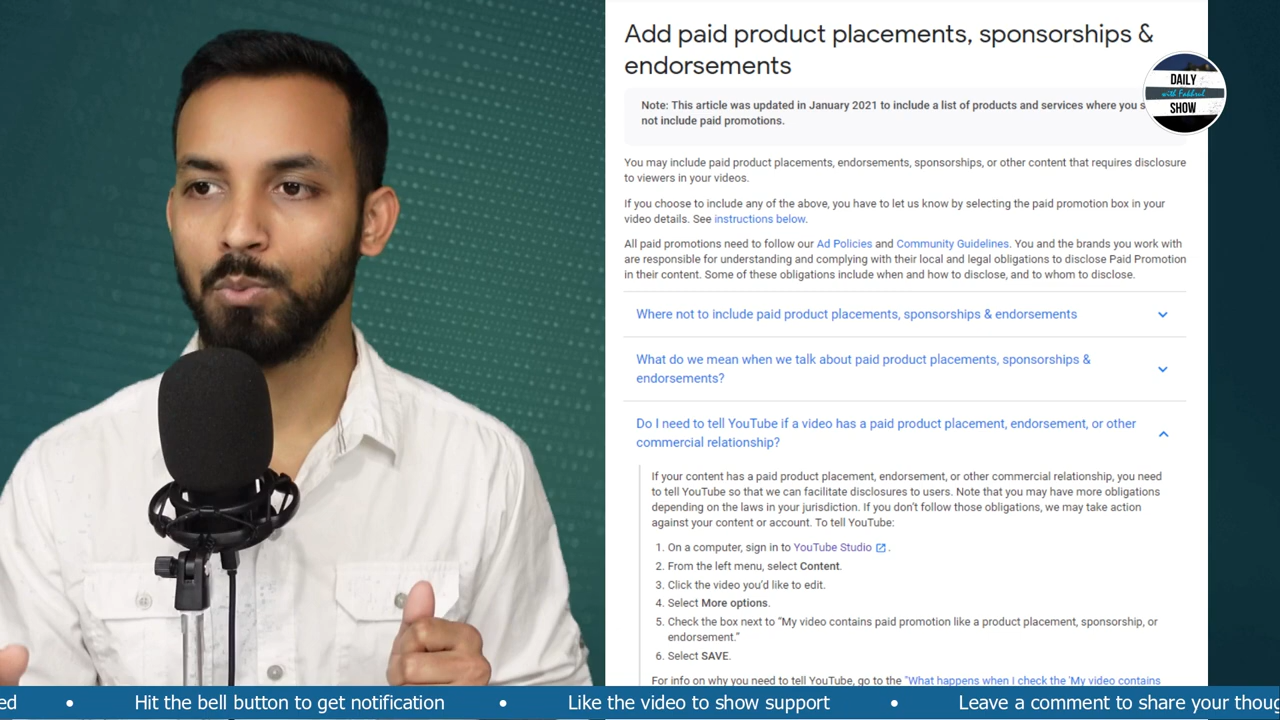 Add paid product placements, sponsorships &
endorsements
Note: This article was updated in January 2021 to include a list of products and services where you s
not include paid promotions.
DAILY
with Fakhrul
SHOW
You may include paid product placements, endorsements, sponsorships, or other content that requires disclosure
to viewers in your videos.
If you choose to include any of the above, you have to let us know by selecting the paid promotion box in your
video details. See instructions below.
All paid promotions need to follow our Ad Policies and Community Guidelines. You and the brands you work with
are responsible for understanding and complying with their local and legal obligations to disclose Paid Promotion
in their content. Some of these obligations include when and how to disclose, and to whom to disclose.
Where not to include paid product placements, sponsorships & endorsements
What do we mean when we talk about paid product placements, sponsorships &
endorsements?
Do I need to tell YouTube if a video has a paid product placement, endorsement, or other
commercial relationship?
If your content has a paid product placement, endorsement, or other commercial relationship, you need
to tell YouTube so that we can facilitate disclosures to users. Note that you may have more obligations
depending on the laws in your jurisdiction. If you don't follow those obligations, we may take action
against your content or account. To tell YouTube:
1. On a computer, sign in to YouTube Studio.
2. From the left menu, select Content.
3. Click the video you'd like to edit.
4. Select More options.
5. Check the box next to "My video contains paid promotion like a product placement, sponsorship, or
endorsement."
6. Select SAVE.
For info on why you need to tell YouTube, go to the "What happens when I check the 'My video contains
ed • Hit the bell button to get notification • Like the video to show support • Leave a comment to share your thoug